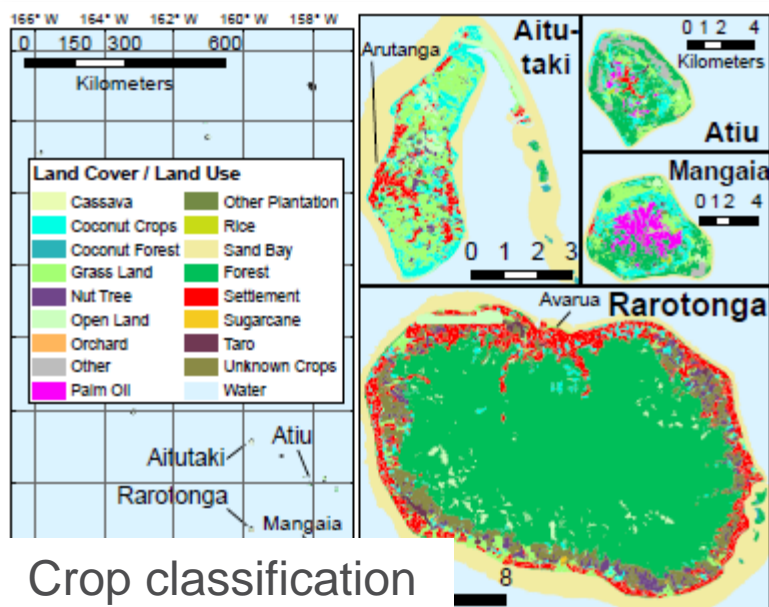 166° W 164° W 162° W 160° W 158° W
0 150 300 600
Kilometers
Land Cover / Land Use
Cassava
Coconut Crops
Coconut Forest
Grass Land
Nut Tree
Open Land
Orchard
Other
Palm Oil
Other Plantation
Rice
Sand Bay
Forest
Settlement
Sugarcane
Taro
Unknown Crops
Water
Aitutaki
Atiu
Rarotonga
Mangaia
Crop classification
Arutanga
Aitu-
taki
0 1 2 3
0 1 2 4
Kilometers
Atiu
Mangaia
0 1 2 4
Avarua
Rarotonga
8